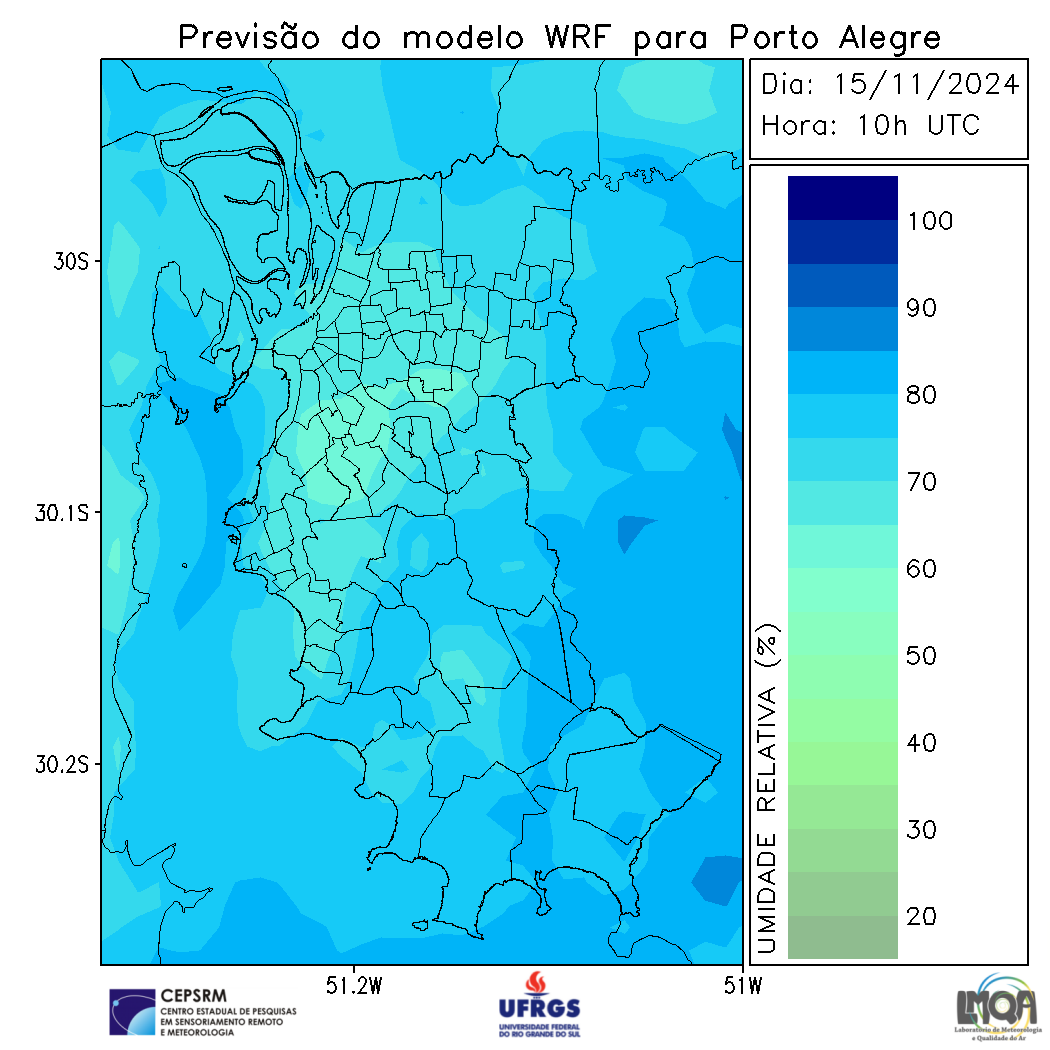 Previsão do modelo WRF para Porto Alegre
Dia: 15/11/2024
Hora: 10h UTC
30S
30.1S
30.2S
51.2W
51W
100
90
80
70
60
50
40
30
20
UMIDADE RELATIVA (%)
CEPSRM
CENTRO ESTADUAL DE PESQUISAS
EM SENSORIAMENTO REMOTO
E METEOROLOGIA
UFRGS
UNIVERSIDADE FEDERAL
DO RIO GRANDE DO SUL
LMQA
Laboratório de Meteorologia
e Qualidade do Ar